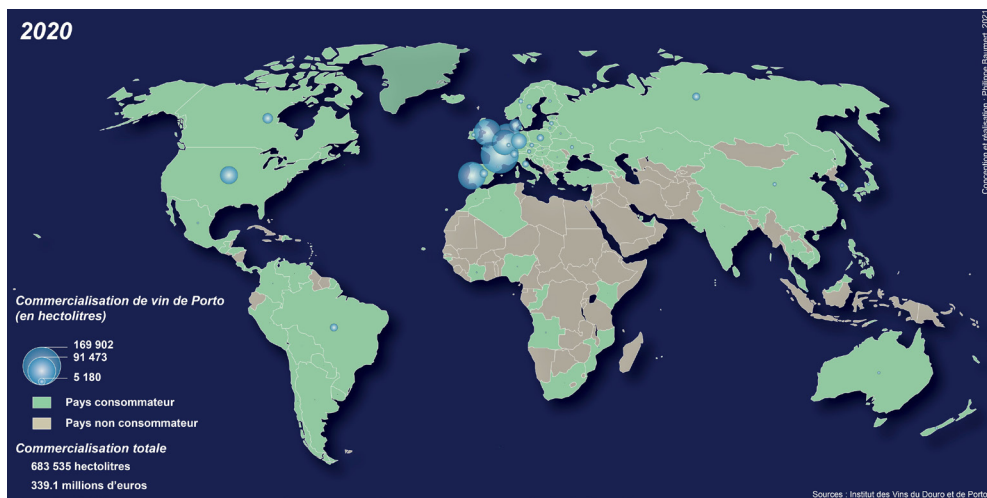 2020
Conception et réalisation : Philippe Baumert, 2021
Commercialisation de vin de Porto
(en hectolitres)
169 902
91 473
5 180
Pays consommateur
Pays non consommateur
Commercialisation totale
683 535 hectolitres
339.1 millions d'euros
Sources : Institut des Vins du Douro et de Porto